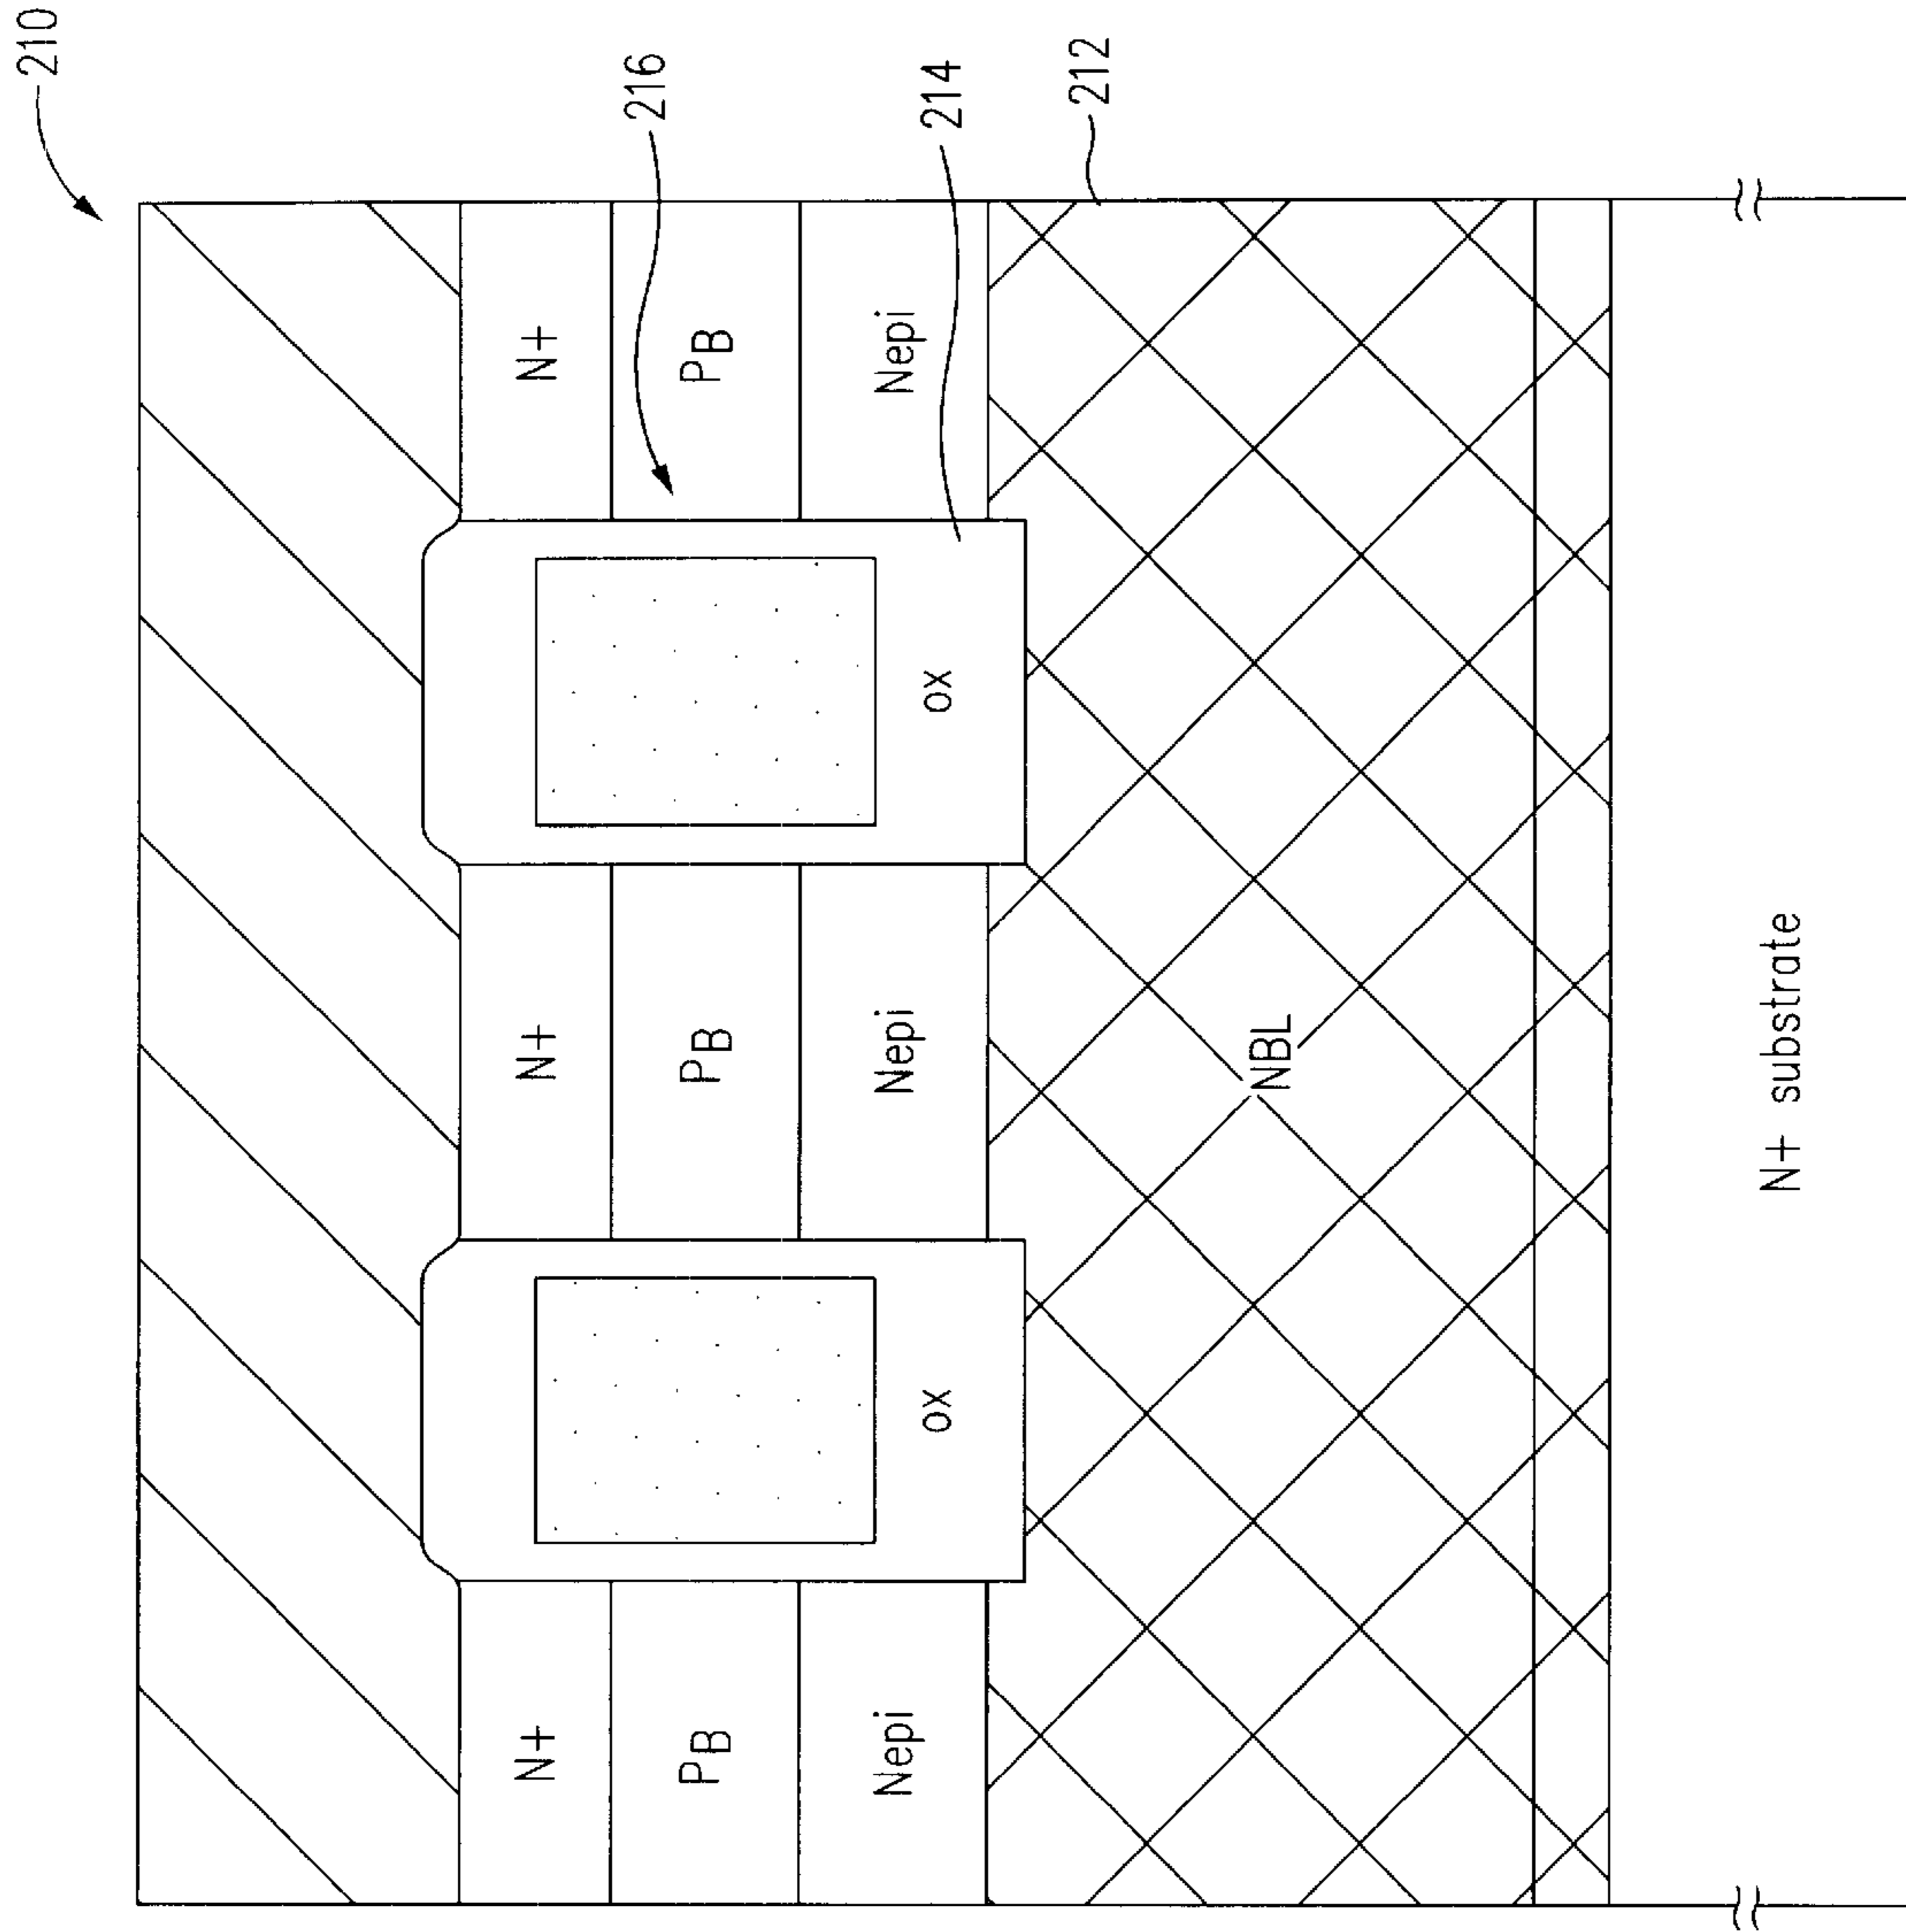 210
216
214
212
N+
PB
Nepi
ox
N+
PB
Nepi
NBL
ox
N+
PB
Nepi
N+ substrate